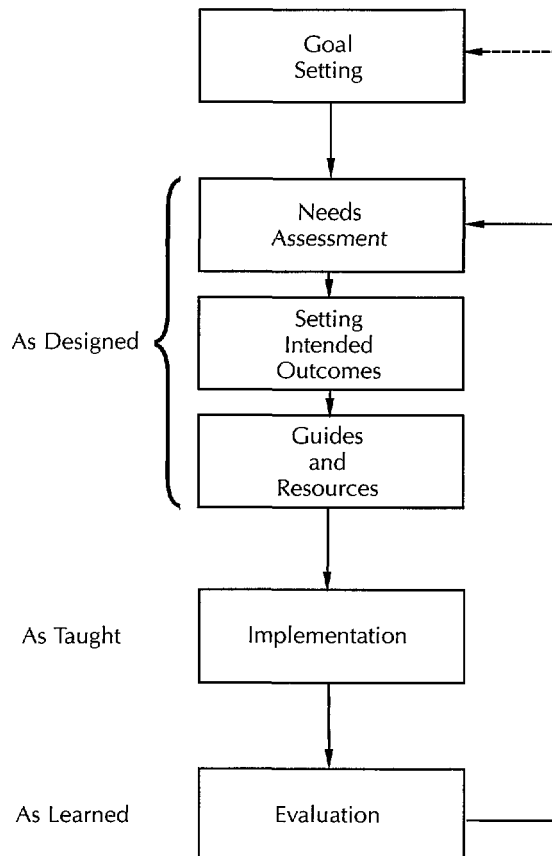 Goal
Setting
Needs
Assessment
As Designed
Setting
Intended
Outcomes
Guides
and
Resources
As Taught
Implementation
As Learned
Evaluation